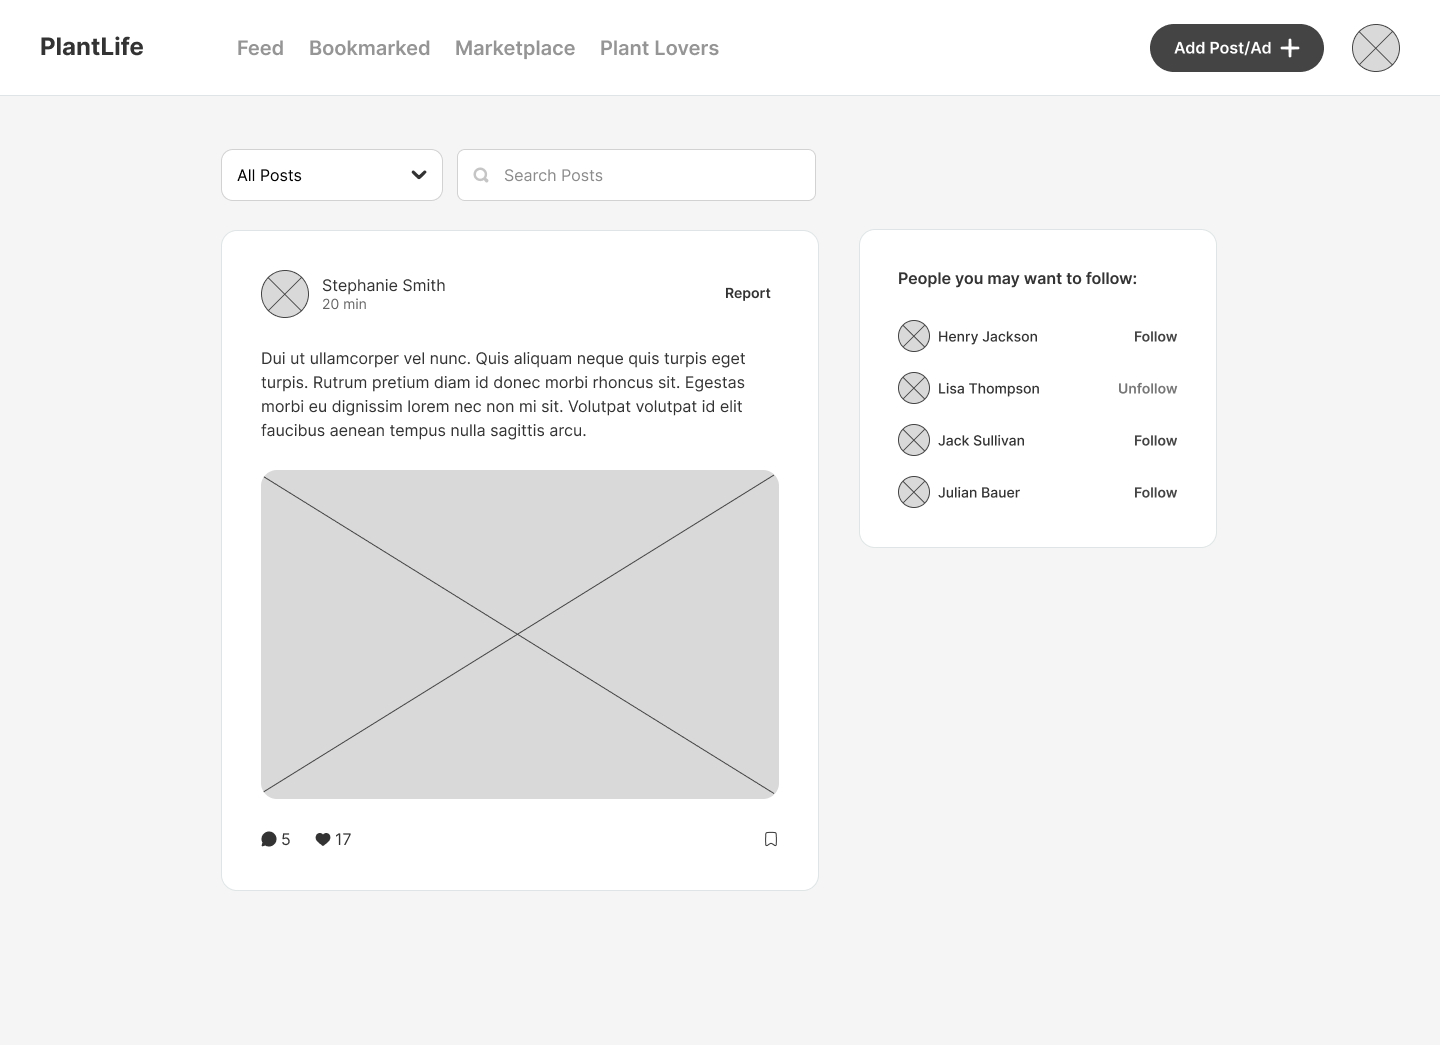 PlantLife
Feed
Bookmarked
Marketplace
Plant Lovers
Add Post/Ad
All Posts
Search Posts
Stephanie Smith
20 min
Report
Dui ut ullamcorper vel nunc. Quis aliquam neque quis turpis eget
turpis. Rutrum pretium diam id donec morbi rhoncus sit. Egestas
morbi eu dignissim lorem nec non mi sit. Volutpat volutpat id elit
faucibus aenean tempus nulla sagittis arcu.
5
17
People you may want to follow:
Henry Jackson
Follow
Lisa Thompson
Unfollow
Jack Sullivan
Follow
Julian Bauer
Follow